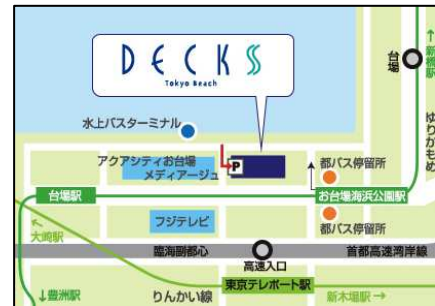 DECKS
Tokyo Beach
↑新橋駅
台場
ゆりかもめ
水上バスターミナル
アクアシティお台場
メディアージュ
P
都バス停留所
台場駅
お台場海浜公園駅
フジテレビ
都バス停留所
大崎駅
臨海副都心
首都高速湾岸線
高速入口
東京テレポート駅
↓豊洲駅
りんかい線
新木場駅→